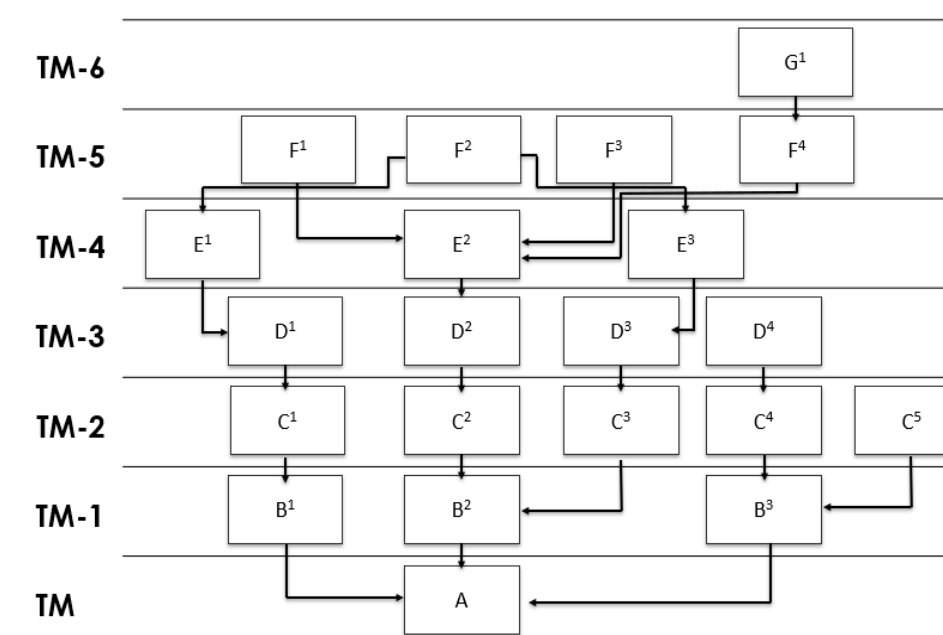 TM-6 G¹
TM-5 F¹ F² F³ F⁴
TM-4 E¹ E² E³
TM-3 D¹ D² D³ D⁴
TM-2 C¹ C² C³ C⁴ C⁵
TM-1 B¹ B² B³
TM A